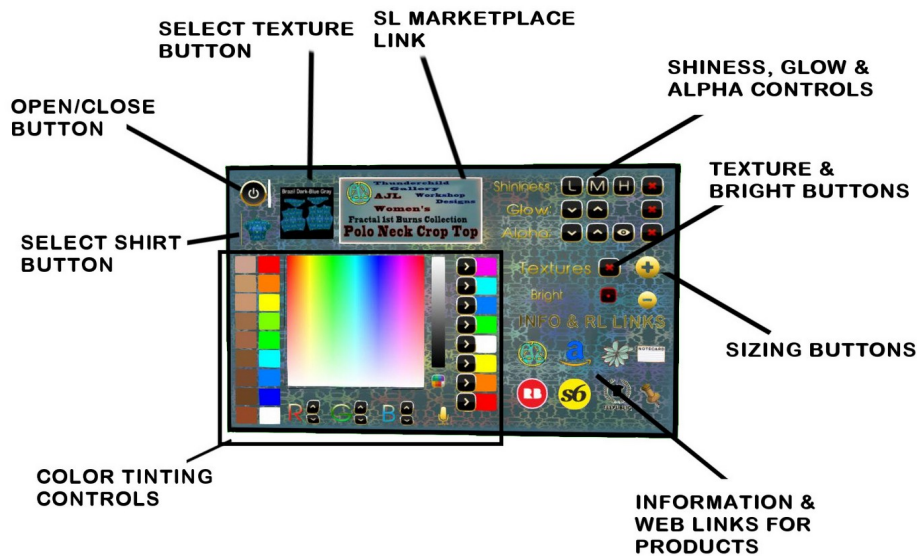 SELECT TEXTURE
BUTTON
SL MARKETPLACE
LINK
SHINESS, GLOW &
ALPHA CONTROLS
OPEN/CLOSE
BUTTON
TEXTURE &
BRIGHT BUTTONS
SELECT SHIRT
BUTTON
Brazil Dark-Blue Gray
Thunderchild
Gallery
AJL Workshop
Designs
Women's
Fractal 1st Burns Collection
Polo Neck Crop Top
Shininess L M H
Glow
Alpha
Textures
Bright
INFO & RL LINKS
NOTECARD
RB
s6
R G B
SIZING BUTTONS
COLOR TINTING
CONTROLS
INFORMATION &
WEB LINKS FOR
PRODUCTS